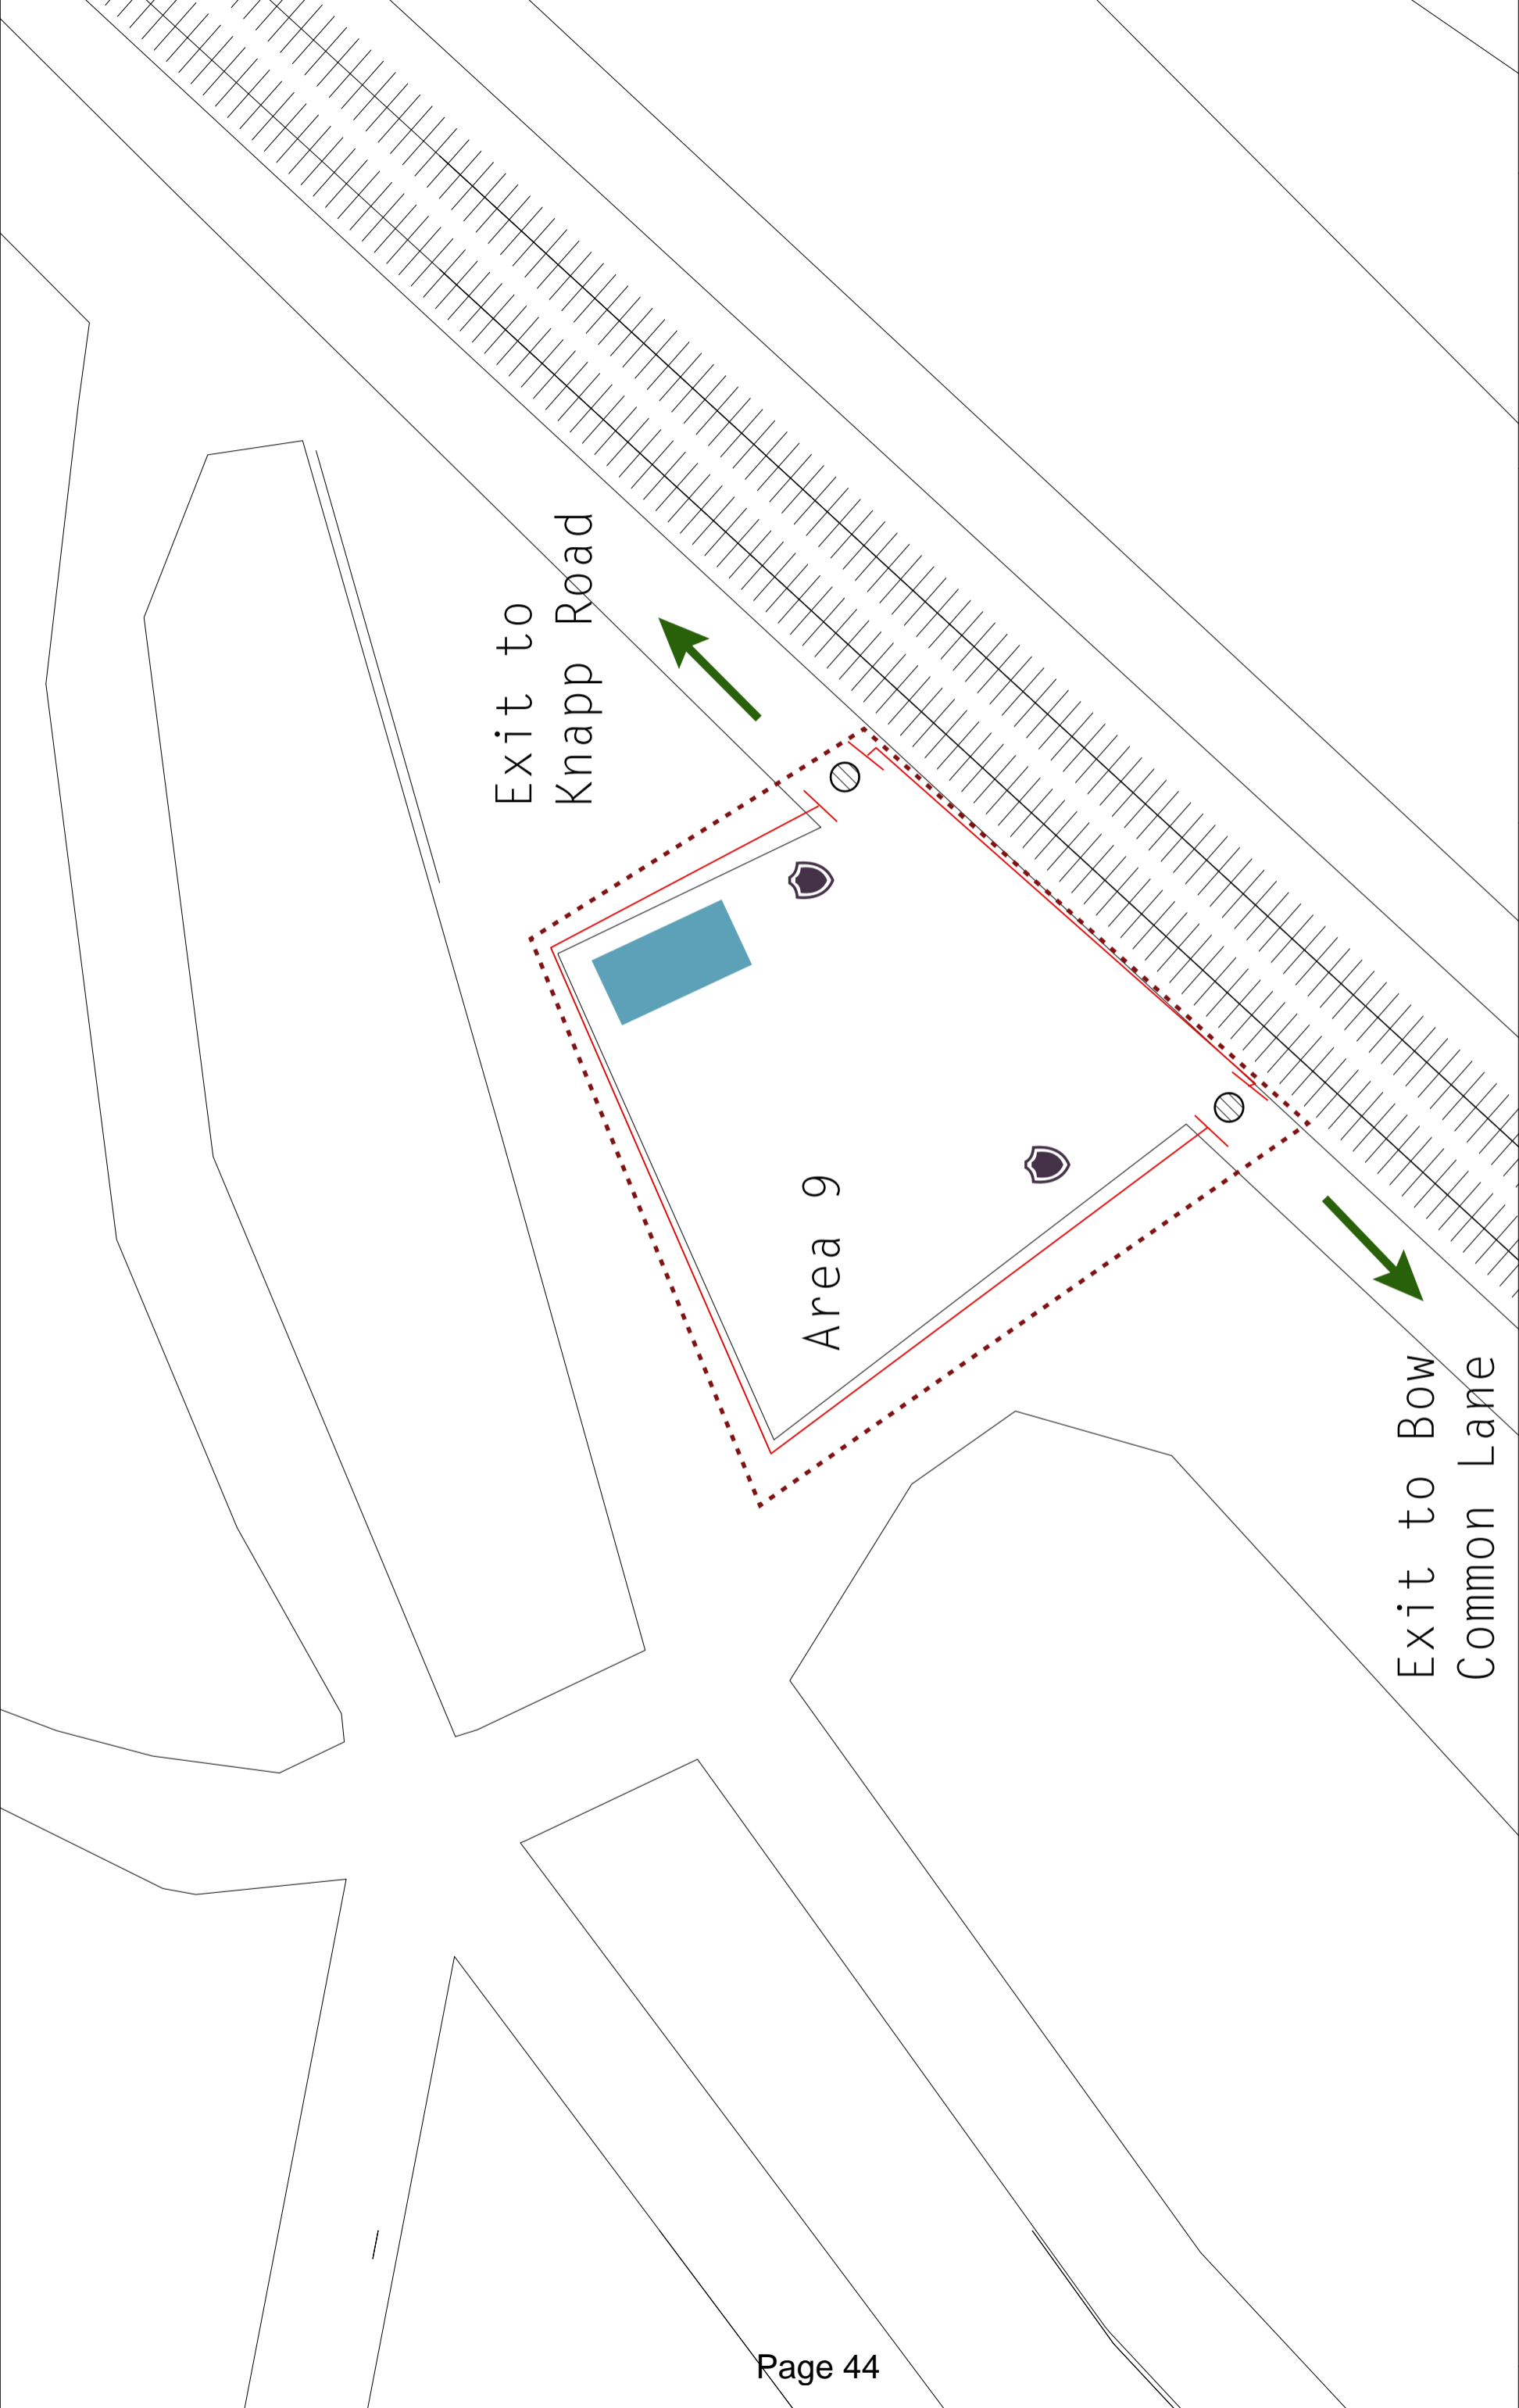 Exit to
Knapp Road
Area 9
Exit to Bow
Common Lane
Page 44